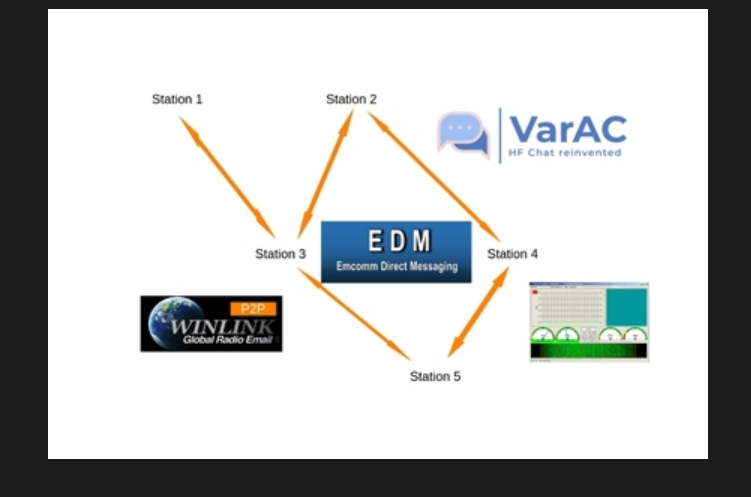 Station 1
Station 2
VarAC
HF Chat reinvented
Station 3
EDM
Emcomm Direct Messaging
Station 4
P2P
WINLINK
Global Radio Email
Station 5